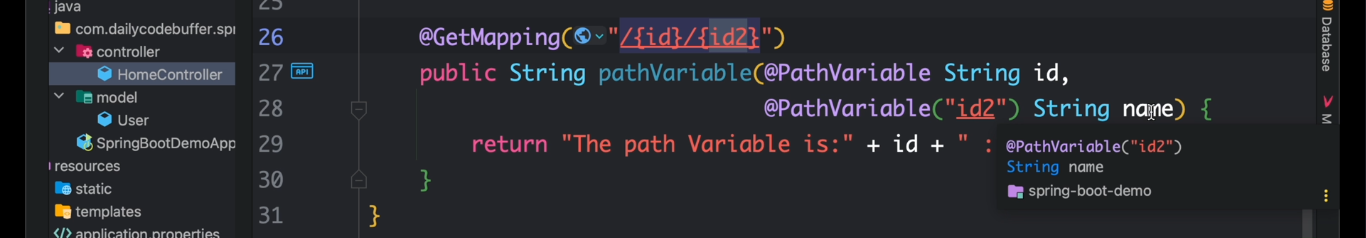 java
com.dailycodebuffer.spr
controller
HomeController
model
User
SpringBootDemoApp
resources
static
templates
application.properties
25
26 @GetMapping("/{id}/{id2}")
27 API public String pathVariable(@PathVariable String id,
28 @PathVariable("id2") String name) {
29 return "The path Variable is:" + id + " :
30 }
31 }
@PathVariable("id2")
String name
spring-boot-demo
Database
M